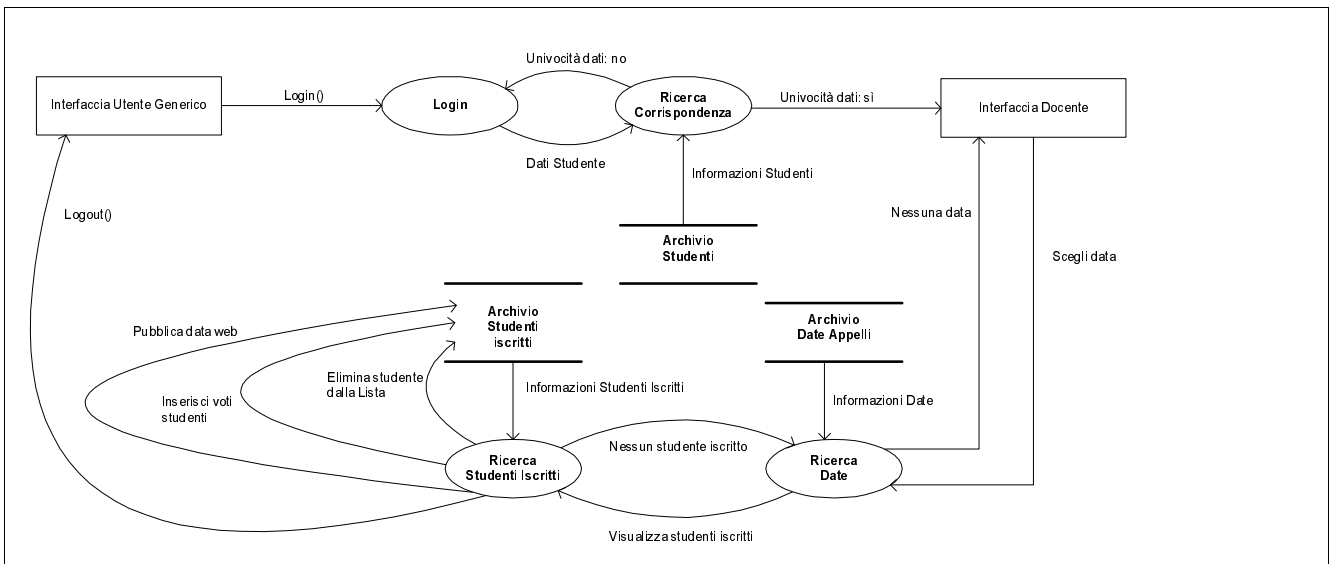 Univocità dati: no
Interfaccia Utente Generico
Login()
Login
Ricerca
Corrispondenza
Univocità dati: sì
Interfaccia Docente
Dati Studente
Informazioni Studenti
Logout()
Nessuna data
Archivio
Studenti
Scegli data
Archivio
Studenti
iscritti
Archivio
Date Appelli
Pubblica data web
Elimina studente
dalla Lista
Informazioni Studenti Iscritti
Inserisci voti
studenti
Informazioni Date
Nessun studente iscritto
Ricerca
Studenti Iscritti
Ricerca
Date
Visualizza studenti iscritti